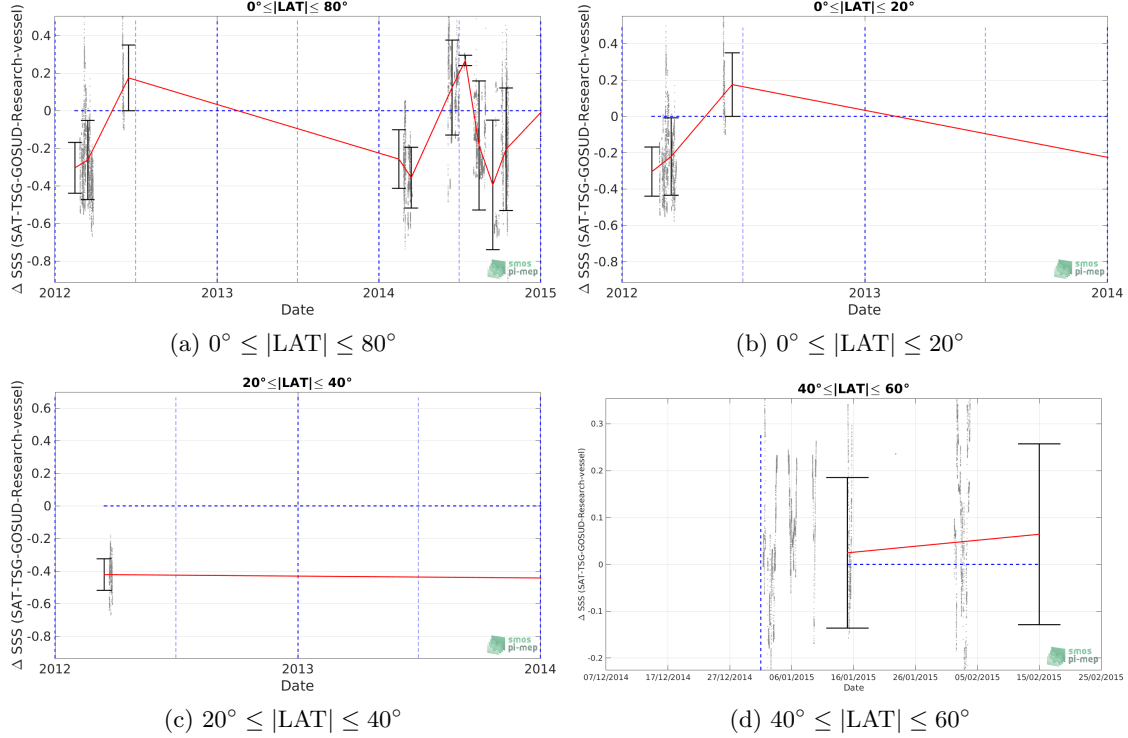 0°≤|LAT|≤ 80°
Δ SSS (SAT-TSG-GOSUD-Research-vessel)
0.4
0.2
0
-0.2
-0.4
-0.6
-0.8
2012
2013
2014
2015
Date
smos
pi-mep
(a) 0° ≤ |LAT| ≤ 80°
0°≤|LAT|≤ 20°
Δ SSS (SAT-TSG-GOSUD-Research-vessel)
0.4
0.2
0
-0.2
-0.4
-0.6
-0.8
2012
2013
2014
Date
smos
pi-mep
(b) 0° ≤ |LAT| ≤ 20°
20°≤|LAT|≤ 40°
Δ SSS (SAT-TSG-GOSUD-Research-vessel)
0.6
0.4
0.2
0
-0.2
-0.4
-0.6
-0.8
2012
2013
2014
Date
smos
pi-mep
(c) 20° ≤ |LAT| ≤ 40°
40°≤|LAT|≤ 60°
Δ SSS (SAT-TSG-GOSUD-Research-vessel)
0.3
0.2
0.1
0
-0.1
-0.2
07/12/2014
17/12/2014
27/12/2014
06/01/2015
16/01/2015
26/01/2015
05/02/2015
15/02/2015
25/02/2015
Date
smos
pi-mep
(d) 40° ≤ |LAT| ≤ 60°